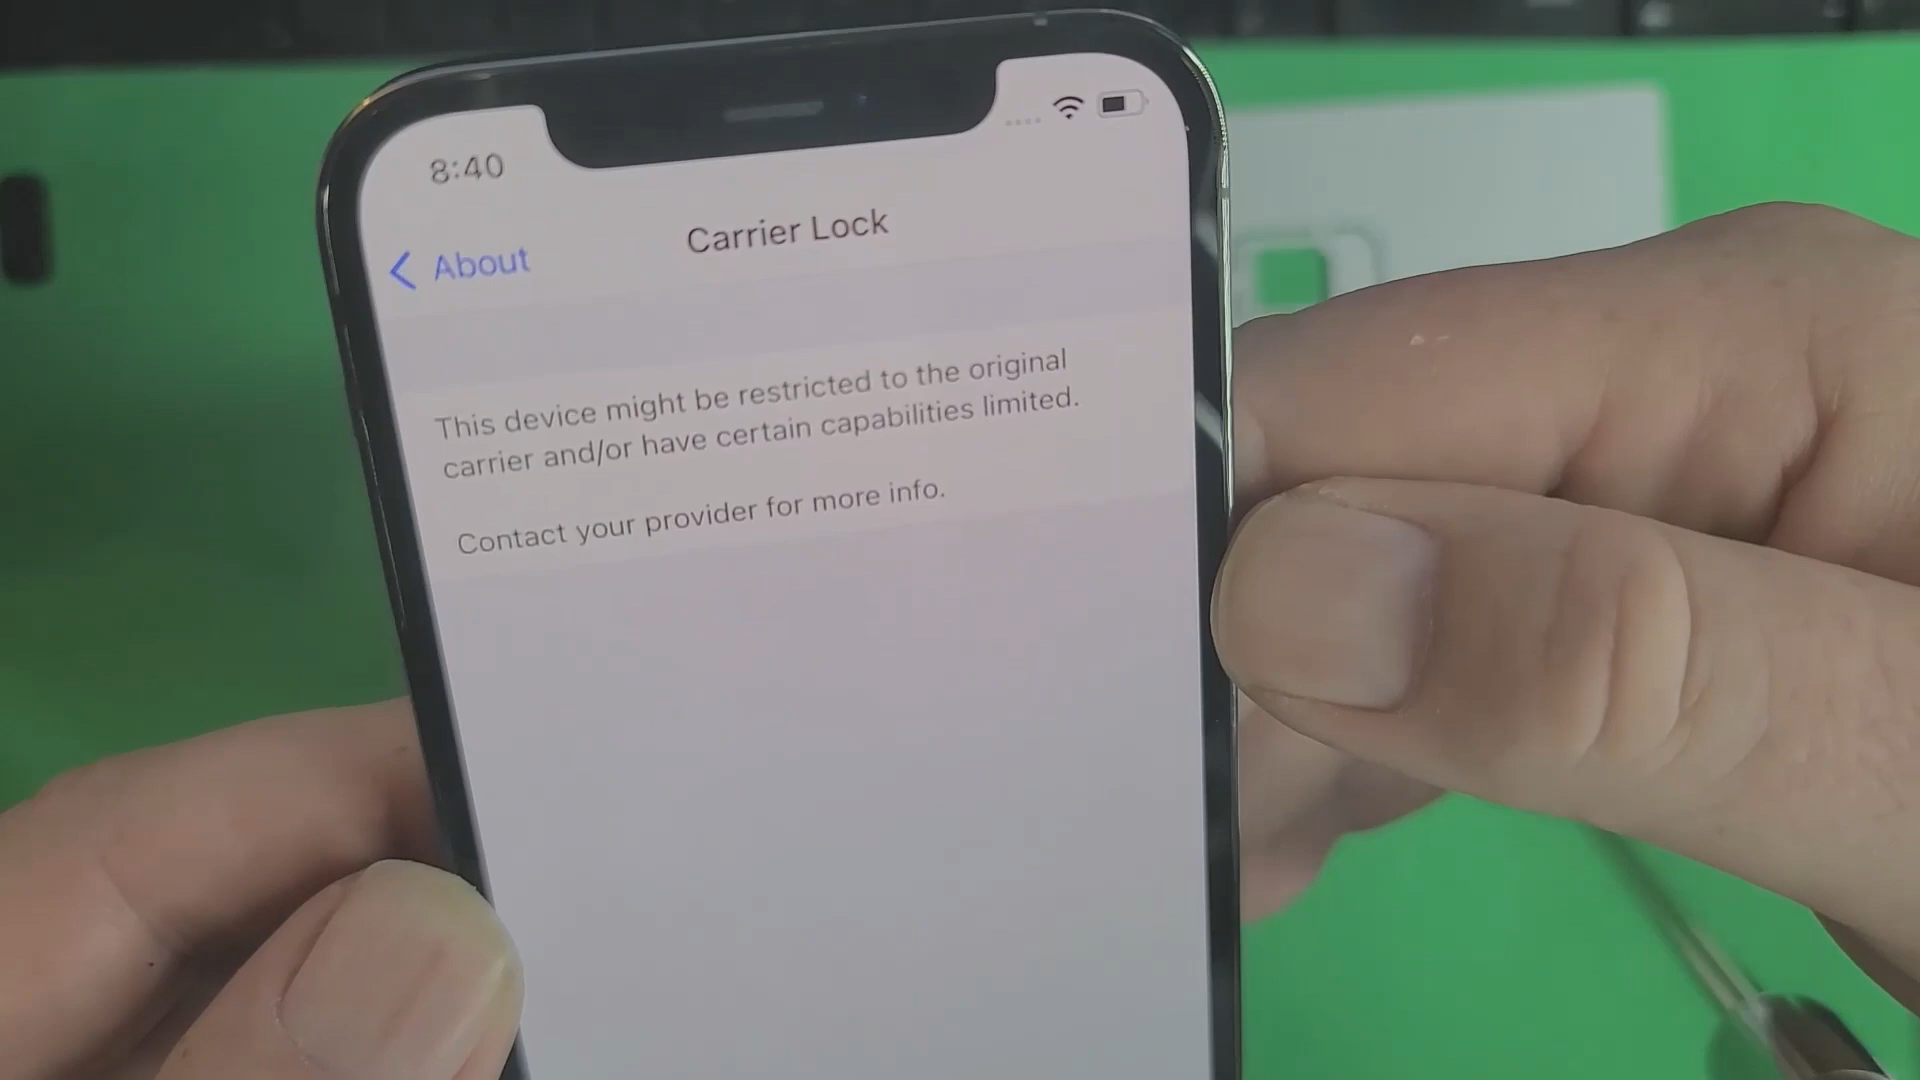 8:40
About
Carrier Lock
This device might be restricted to the original
carrier and/or have certain capabilities limited.
Contact your provider for more info.